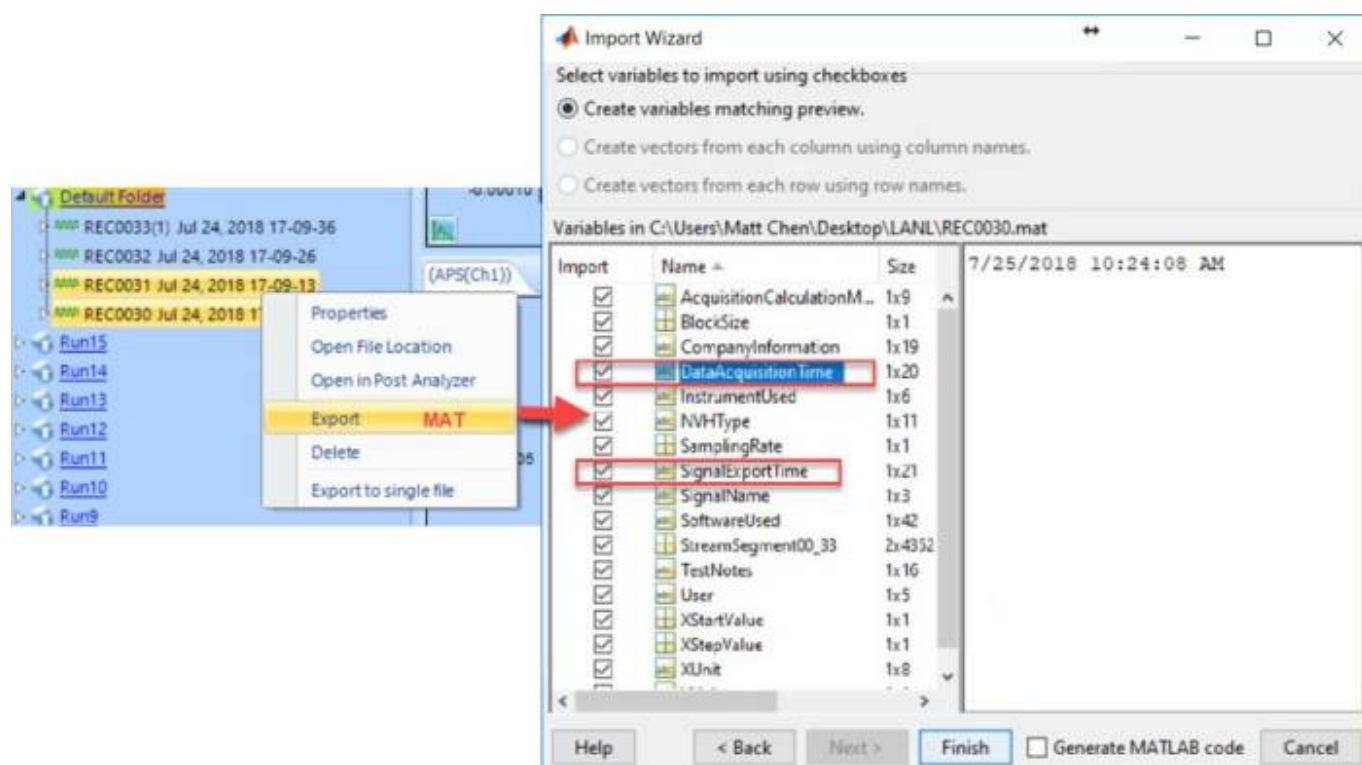 Default Folder
REC0033(1) Jul 24, 2018 17-09-36
REC0032 Jul 24, 2018 17-09-26
REC0031 Jul 24, 2018 17-09-13
REC0030 Jul 24, 2018 1
Run15
Run14
Run13
Run12
Run11
Run10
Run9
-0.00010
(APS(Ch1))
Properties
Open File Location
Open in Post Analyzer
Export MAT
Delete
Export to single file
Import Wizard
Select variables to import using checkboxes
Create variables matching preview.
Create vectors from each column using column names.
Create vectors from each row using row names.
Variables in C:\Users\Matt Chen\Desktop\LANL\REC0030.mat
Import Name Size
AcquisitionCalculationM... 1x9
BlockSize 1x1
CompanyInformation 1x19
DataAcquisitionTime 1x20
InstrumentUsed 1x6
NVHType 1x11
SamplingRate 1x1
SignalExportTime 1x21
SignalName 1x3
SoftwareUsed 1x42
StreamSegment00_33 2x4352
TestNotes 1x16
User 1x5
XStartValue 1x1
XStepValue 1x1
XUnit 1x8
7/25/2018 10:24:08 AM
Help < Back Next > Finish Generate MATLAB code Cancel